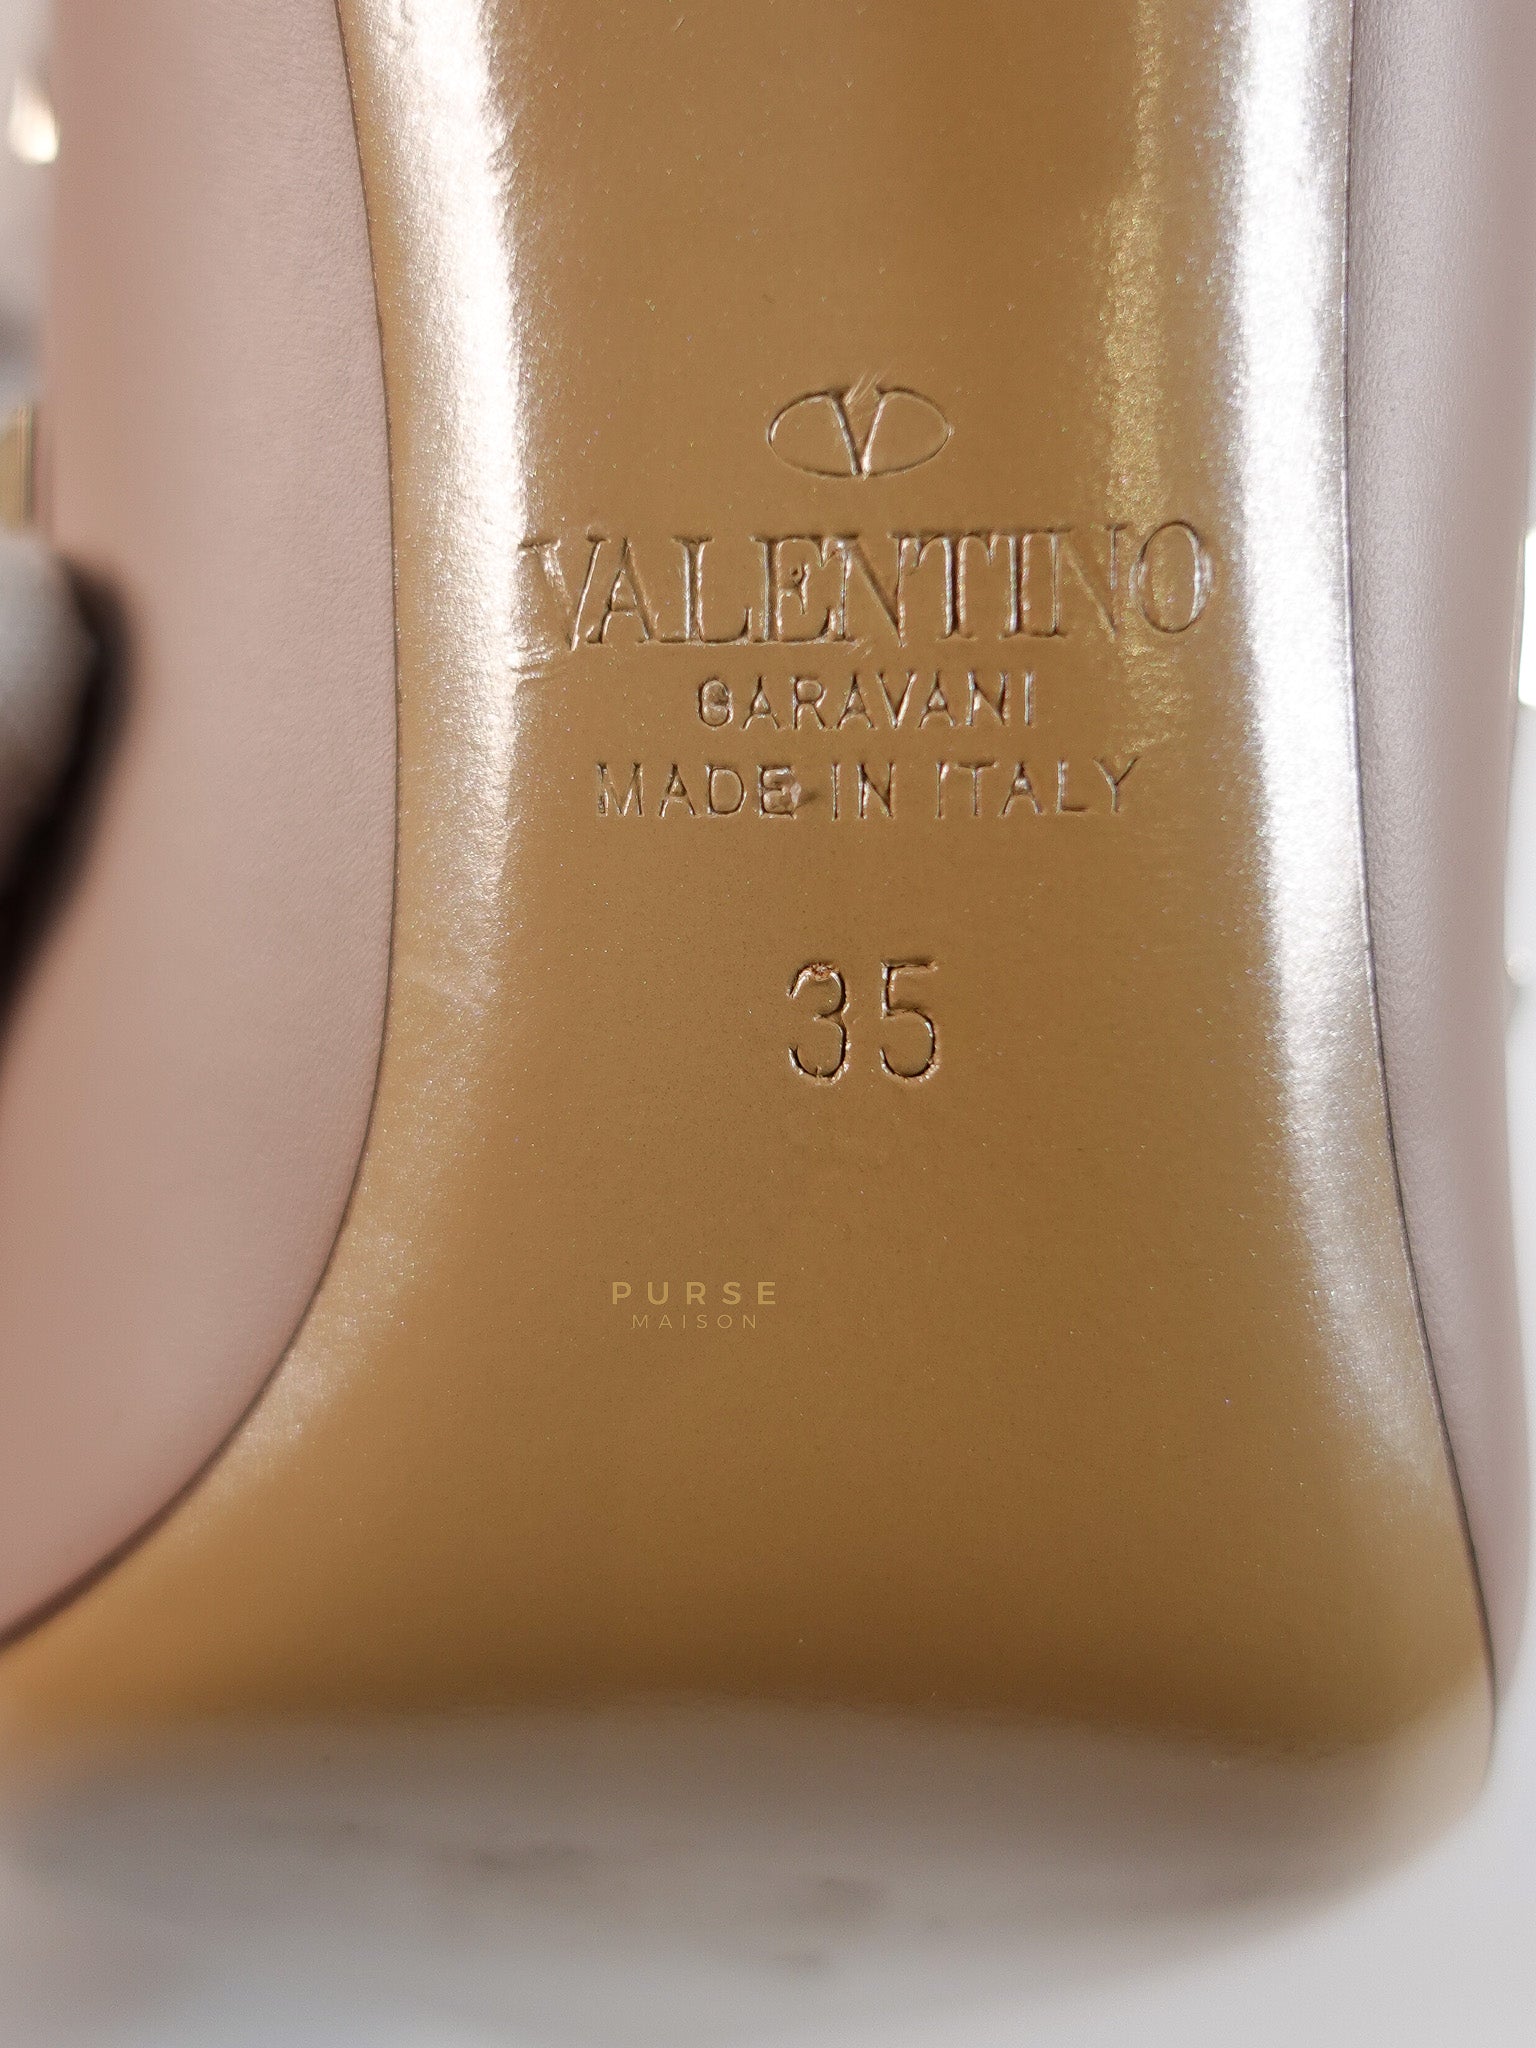 V
VALENTINO
GARAVANI
MADE IN ITALY
35
PURSE
MAISON